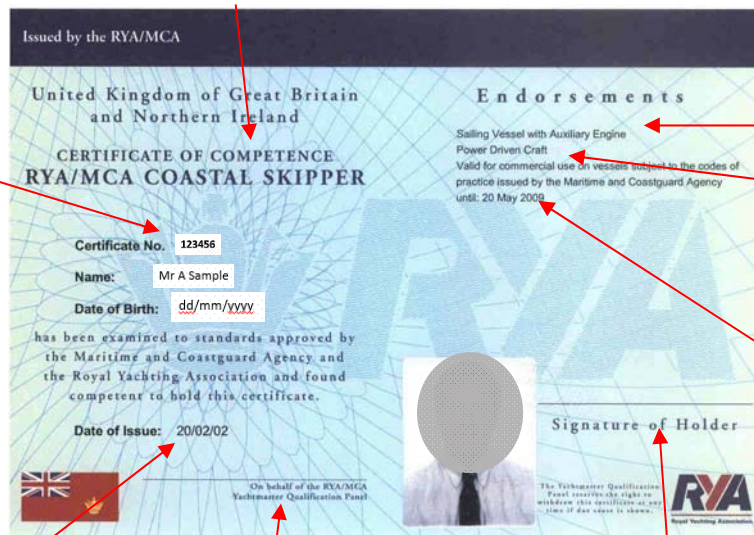 Issued by the RYA/MCA
United Kingdom of Great Britain
and Northern Ireland
CERTIFICATE OF COMPETENCE
RYA/MCA COASTAL SKIPPER
Certificate No. 123456
Name: Mr A Sample
Date of Birth: dd/mm/yyyy
has been examined to standards approved by
the Maritime and Coastguard Agency and
the Royal Yachting Association and found
competent to hold this certificate.
Date of Issue: 20/02/02
On behalf of the RYA/MCA
Yachtmaster Qualification Panel
Endorsements
Sailing Vessel with Auxiliary Engine
Power Driven Craft
Valid for commercial use on vessels subject to the codes of
practice issued by the Maritime and Coastguard Agency
until: 20 May 2009
RYA
Signature of Holder
The Yachtmaster Qualification
Panel reserves the right to
withdraw this certificate at any
time if due cause is shown.
RYA
Royal Yachting Association